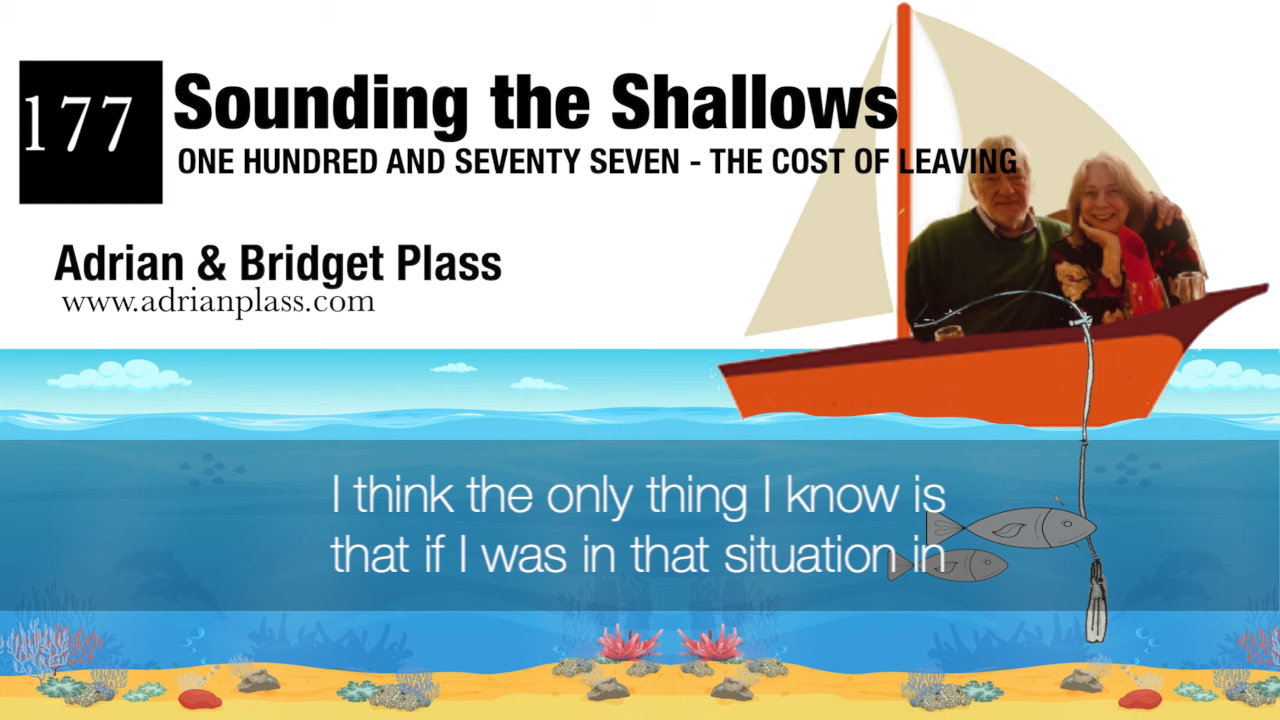 177
Sounding the Shallows
ONE HUNDRED AND SEVENTY SEVEN - THE COST OF LEAVING
Adrian & Bridget Plass
www.adrianplass.com
I think the only thing I know is
that if I was in that situation in